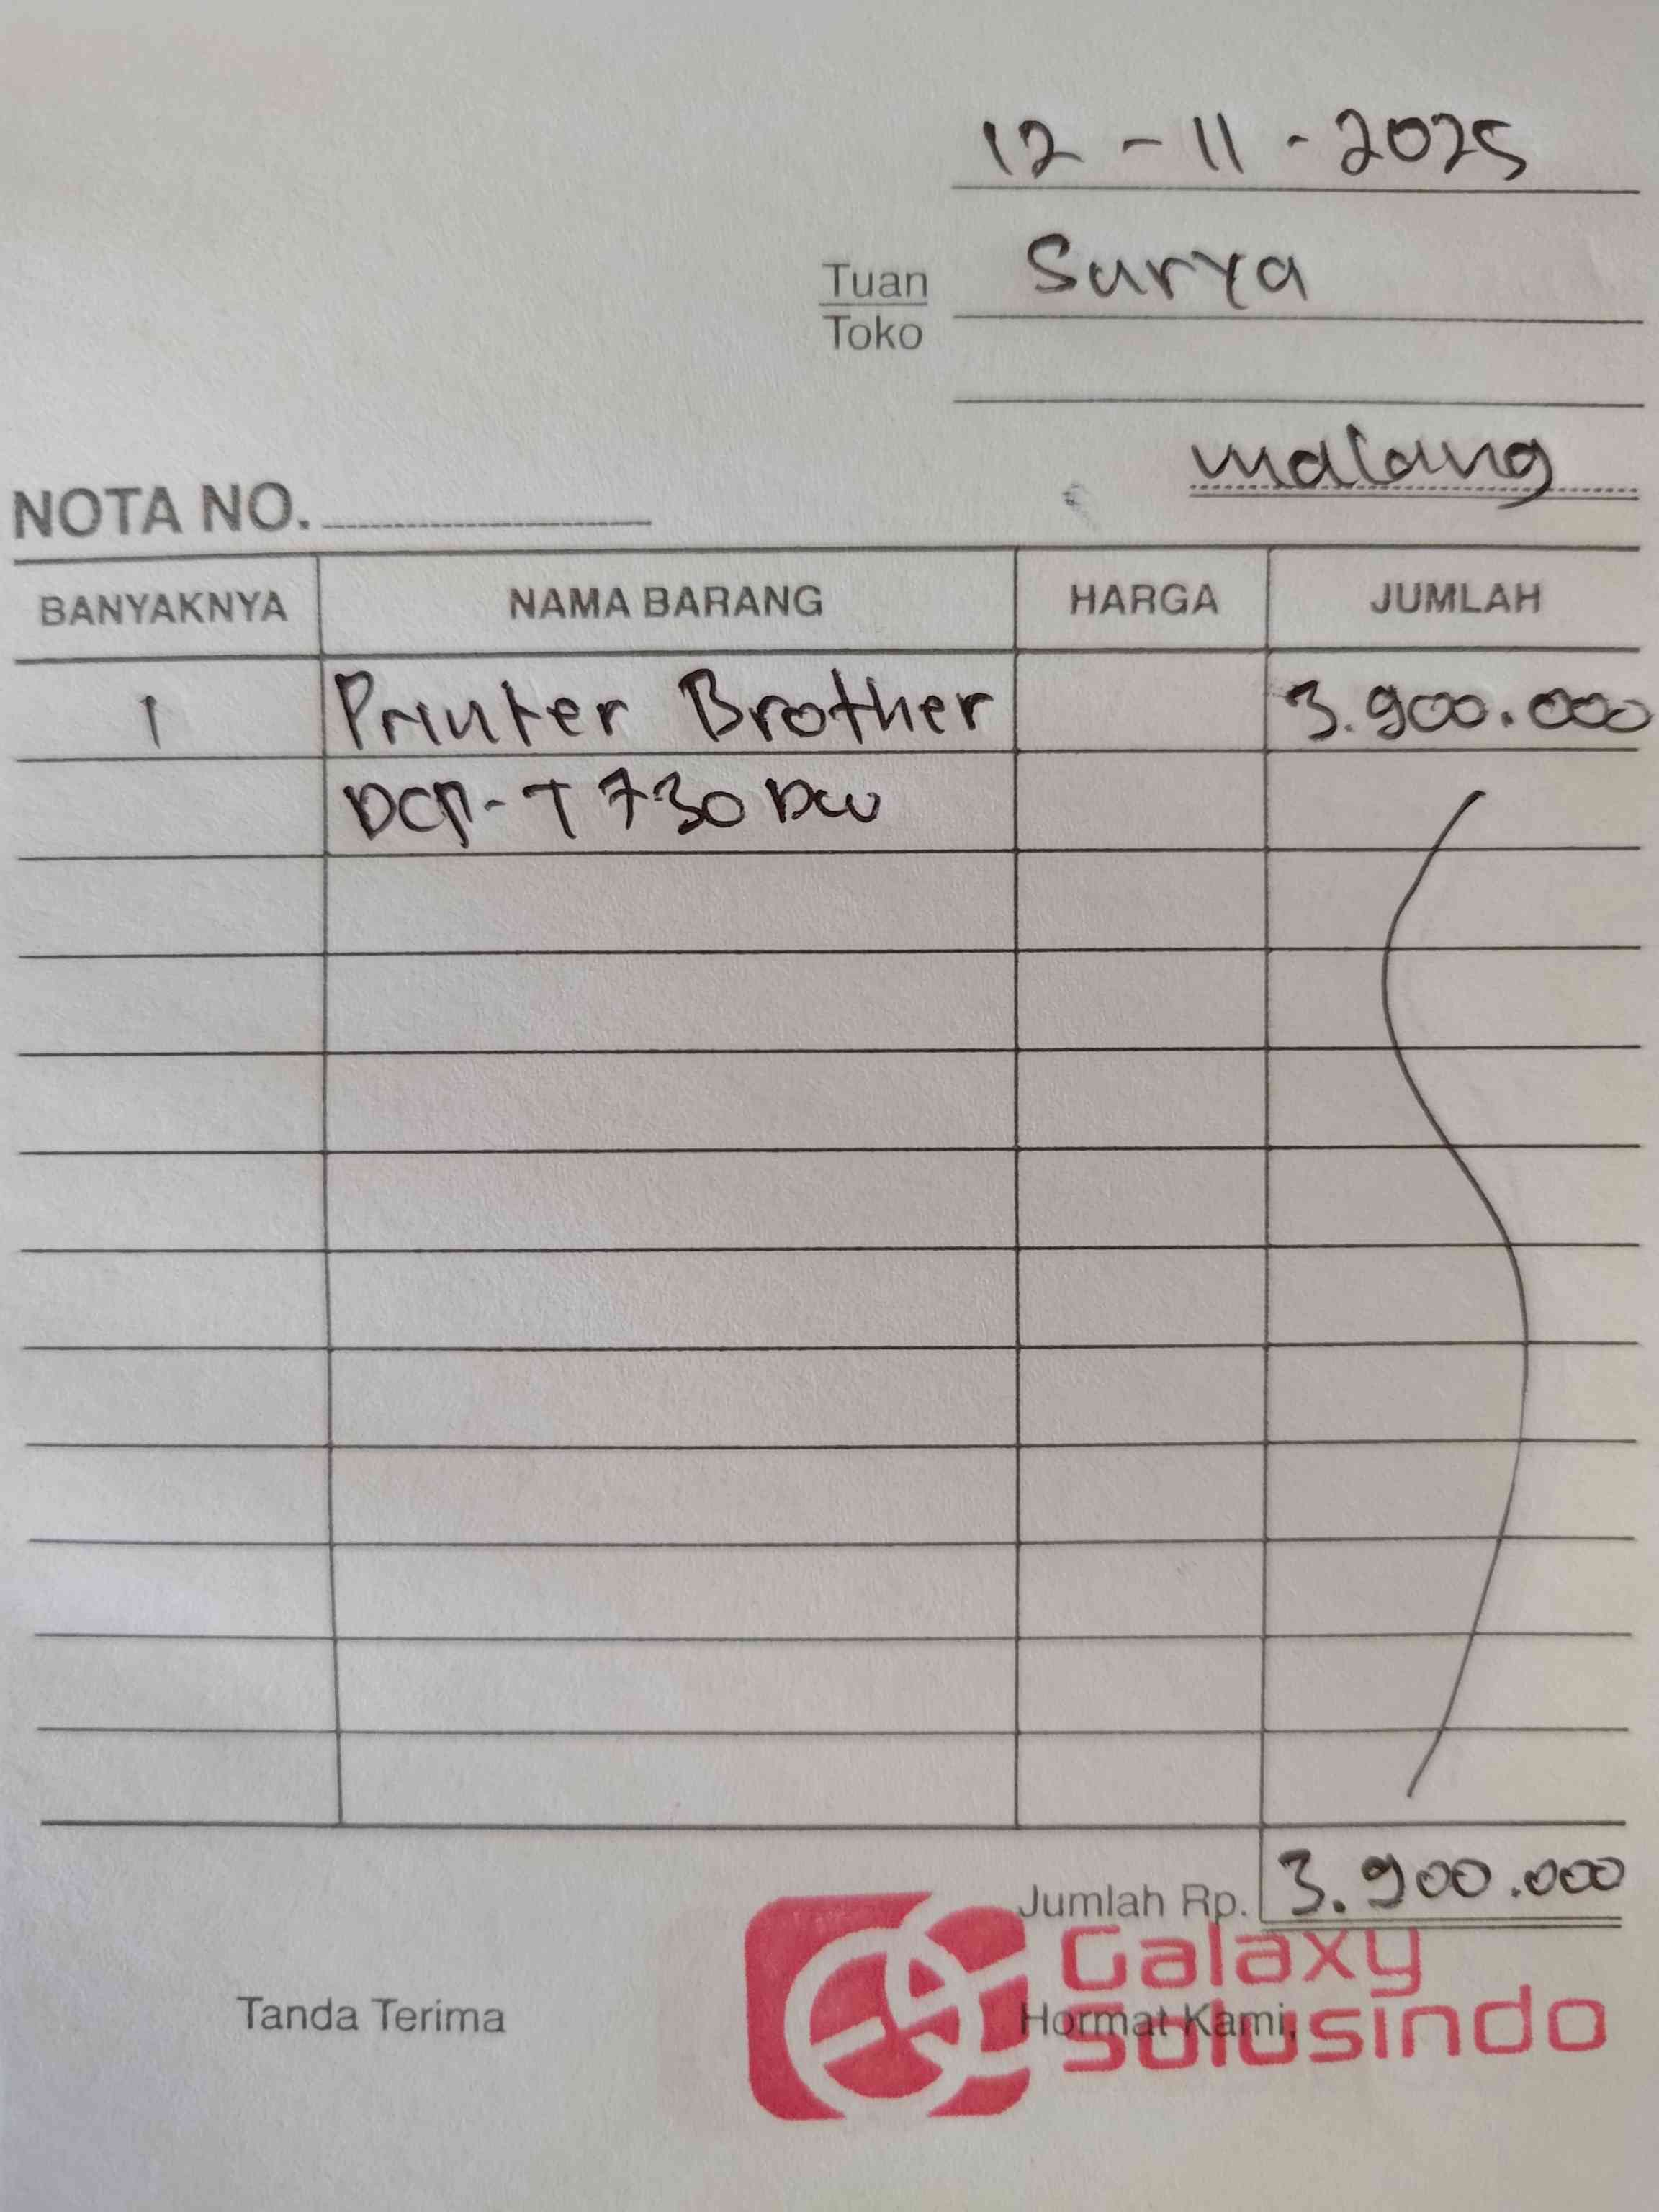 12 - 11 - 2025
Tuan Surya
Toko
malang
NOTA NO.
BANYAKNYA NAMA BARANG HARGA JUMLAH
1 Printer Brother 3.900.000
DCP-T730DW
Jumlah Rp. 3.900.000
Galaxy
Tanda Terima Hormat Kami, Solusindo